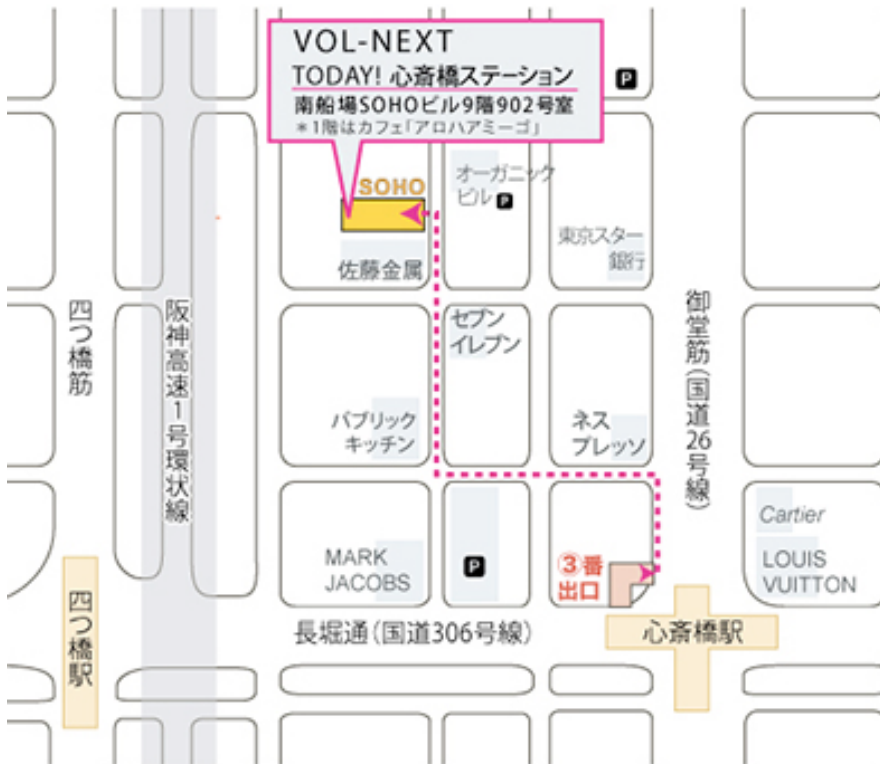 VOL-NEXT
TODAY! 心斎橋ステーション
南船場SOHOビル9階902号室
*1階はカフェ「アロハアミーゴ」
P
SOHO
オーガニック
ビル P
東京スター
銀行
佐藤金属
四つ橋筋
阪神高速1号環状線
セブン
イレブン
御堂筋(国道26号線)
パブリック
キッチン
ネス
プレッソ
MARK
JACOBS
P
③番
出口
Cartier
LOUIS
VUITTON
四つ橋駅
長堀通(国道306号線)
心斎橋駅